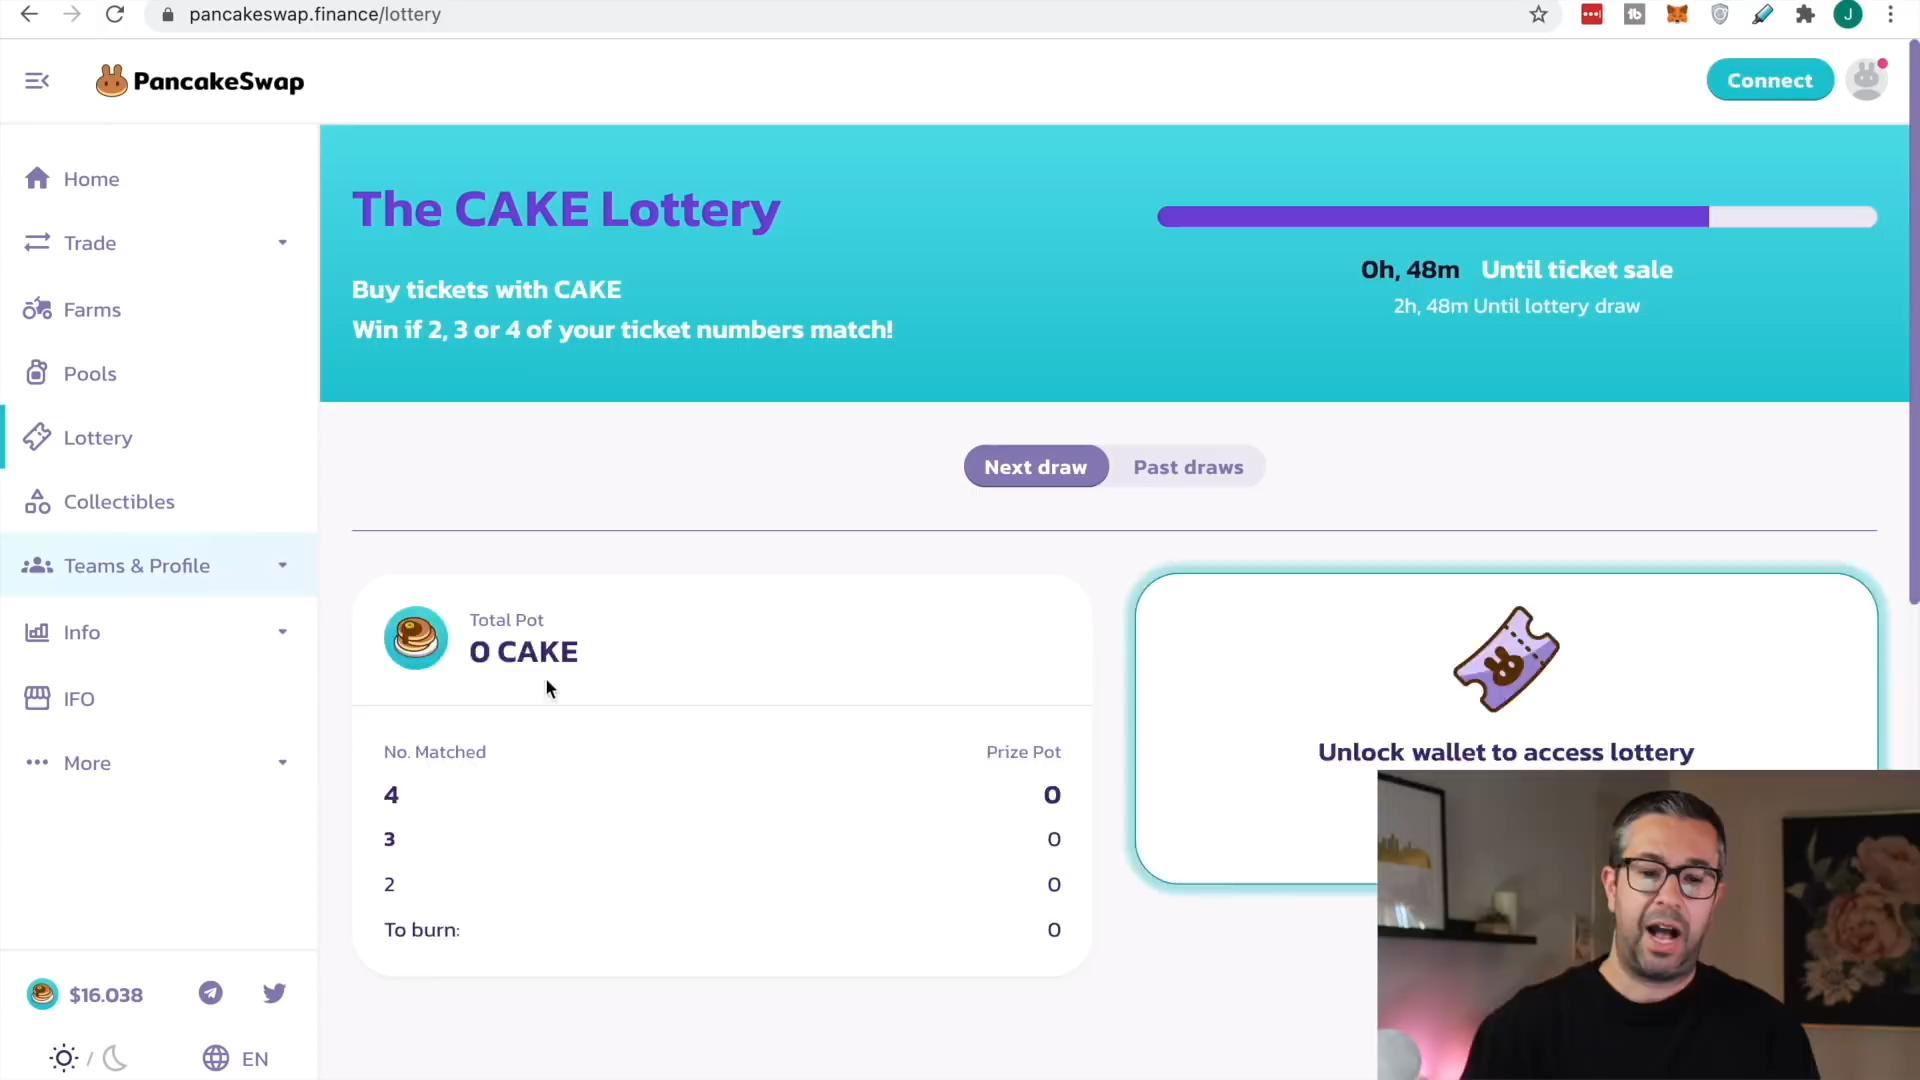 pancakeswap.finance/lottery
J
PancakeSwap
Connect
Home
Trade
Farms
Pools
Lottery
Collectibles
Teams & Profile
Info
IFO
More
$16.038
/
EN
The CAKE Lottery
Buy tickets with CAKE
Win if 2, 3 or 4 of your ticket numbers match!
0h, 48m Until ticket sale
2h, 48m Until lottery draw
Next draw
Past draws
Total Pot
0 CAKE
No. Matched Prize Pot
4 0
3 0
2 0
To burn: 0
Unlock wallet to access lottery